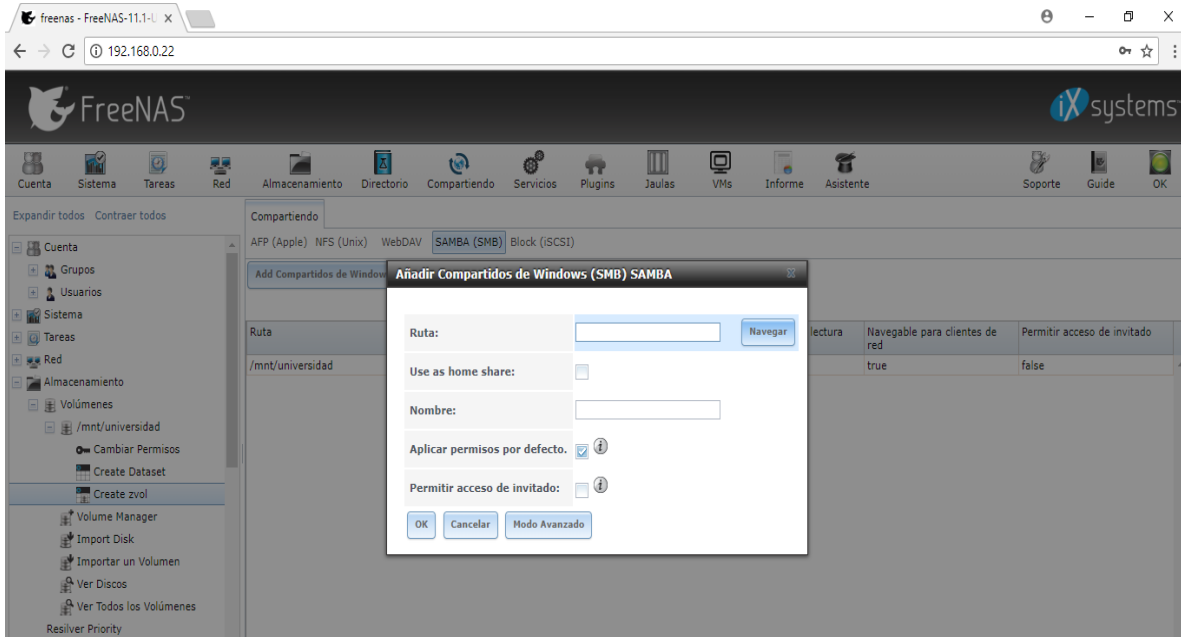 freenas - FreeNAS-11.1-U
192.168.0.22
FreeNAS™
iX systems
Cuenta Sistema Tareas Red Almacenamiento Directorio Compartiendo Servicios Plugins Jaulas VMs Informe Asistente Soporte Guide OK
Expandir todos Contraer todos
Compartiendo
Cuenta
AFP (Apple) NFS (Unix) WebDAV SAMBA (SMB) Block (iSCSI)
Grupos
Add Compartidos de Window
Añadir Compartidos de Windows (SMB) SAMBA
Usuarios
Sistema
Ruta
Ruta:
Navegar
lectura
Navegable para clientes de red
Permitir acceso de invitado
Tareas
Red
/mnt/universidad
Use as home share:
true
false
Almacenamiento
Volúmenes
Nombre:
/mnt/universidad
Cambiar Permisos
Aplicar permisos por defecto.
Create Dataset
Create zvol
Permitir acceso de invitado:
Volume Manager
OK Cancelar Modo Avanzado
Import Disk
Importar un Volumen
Ver Discos
Ver Todos los Volúmenes
Resilver Priority